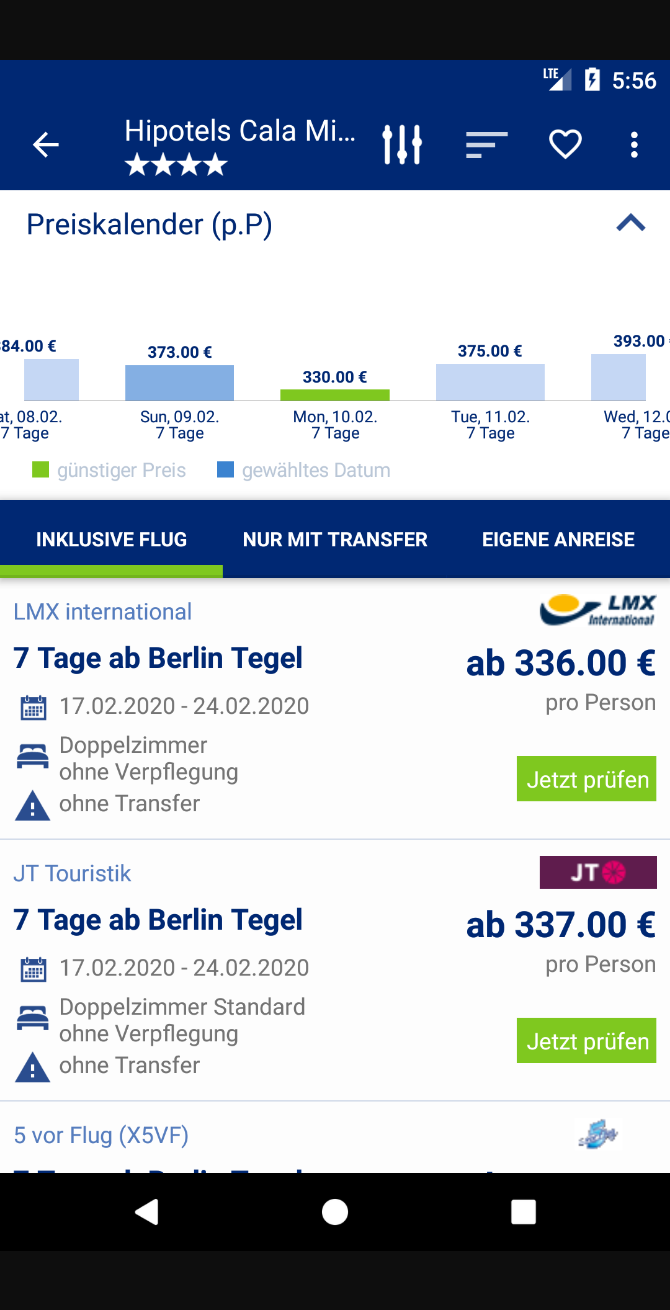 LTE 5:56
Hipotels Cala Mi...
Preiskalender (p.P)
84.00 €
373.00 €
330.00 €
375.00 €
393.00
at, 08.02.
7 Tage
Sun, 09.02.
7 Tage
Mon, 10.02.
7 Tage
Tue, 11.02.
7 Tage
Wed, 12.0
7 Tage
günstiger Preis
gewähltes Datum
INKLUSIVE FLUG
NUR MIT TRANSFER
EIGENE ANREISE
LMX international
LMX
International
7 Tage ab Berlin Tegel
ab 336.00 €
17.02.2020 - 24.02.2020
pro Person
Doppelzimmer
ohne Verpflegung
Jetzt prüfen
ohne Transfer
JT Touristik
JT
7 Tage ab Berlin Tegel
ab 337.00 €
17.02.2020 - 24.02.2020
pro Person
Doppelzimmer Standard
ohne Verpflegung
Jetzt prüfen
ohne Transfer
5 vor Flug (X5VF)